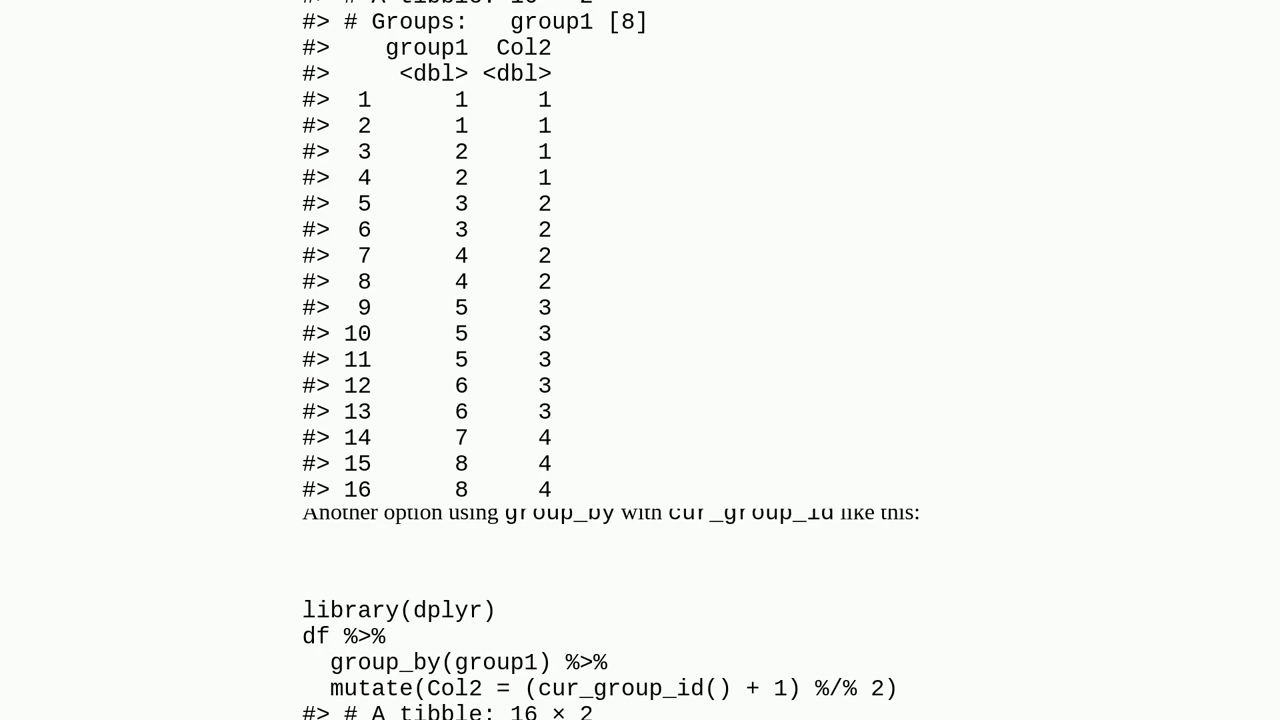 #> # A tibble: 16 × 2
#> # Groups:   group1 [8]
#>    group1  Col2
#>     <dbl> <dbl>
#>  1      1     1
#>  2      1     1
#>  3      2     1
#>  4      2     1
#>  5      3     2
#>  6      3     2
#>  7      4     2
#>  8      4     2
#>  9      5     3
#> 10      5     3
#> 11      5     3
#> 12      6     3
#> 13      6     3
#> 14      7     4
#> 15      8     4
#> 16      8     4
Another option using group_by with cur_group_id like this:
library(dplyr)
df %>%
  group_by(group1) %>%
  mutate(Col2 = (cur_group_id() + 1) %/% 2)
#> # A tibble: 16 × 2